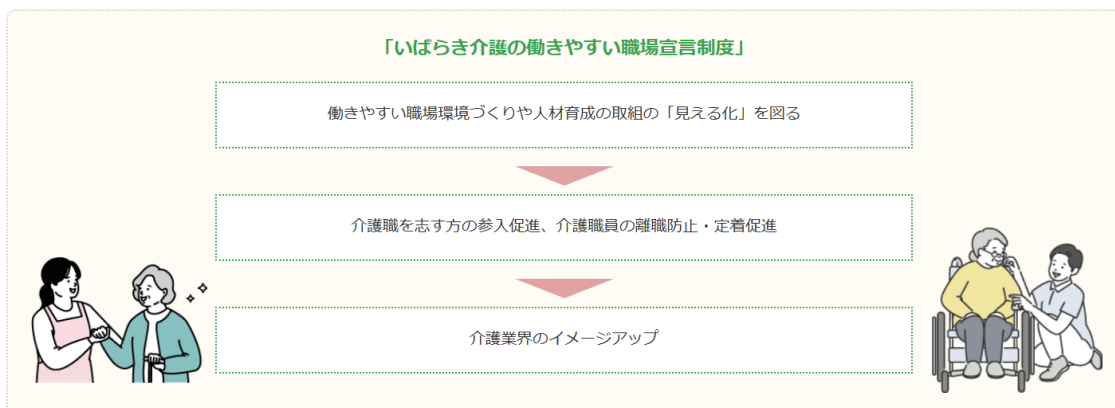 「いばらき介護の働きやすい職場宣言制度」
働きやすい職場環境づくりや人材育成の取組の「見える化」を図る
介護職を志す方の参入促進、介護職員の離職防止・定着促進
介護業界のイメージアップ